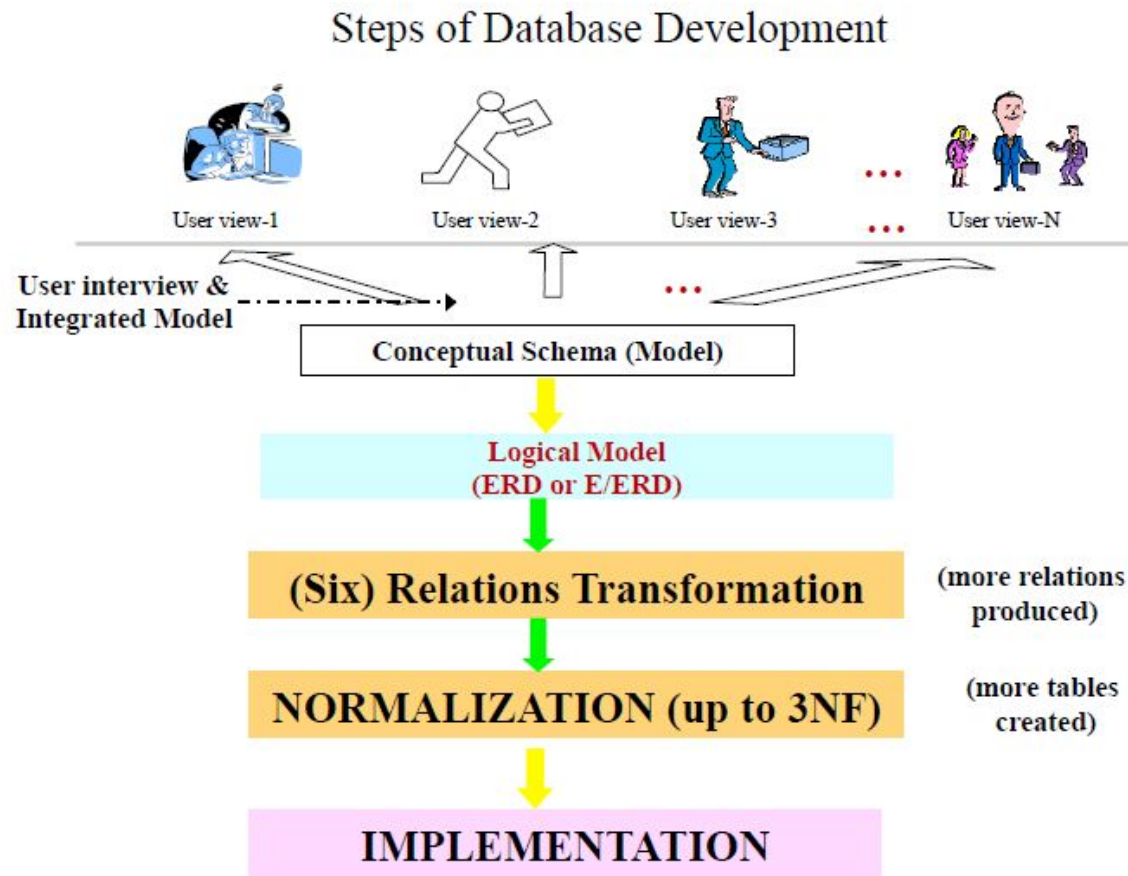 Steps of Database Development
User view-1
User view-2
User view-3
User view-N
User interview &
Integrated Model
Conceptual Schema (Model)
Logical Model
(ERD or E/ERD)
(Six) Relations Transformation
(more relations
produced)
NORMALIZATION (up to 3NF)
(more tables
created)
IMPLEMENTATION